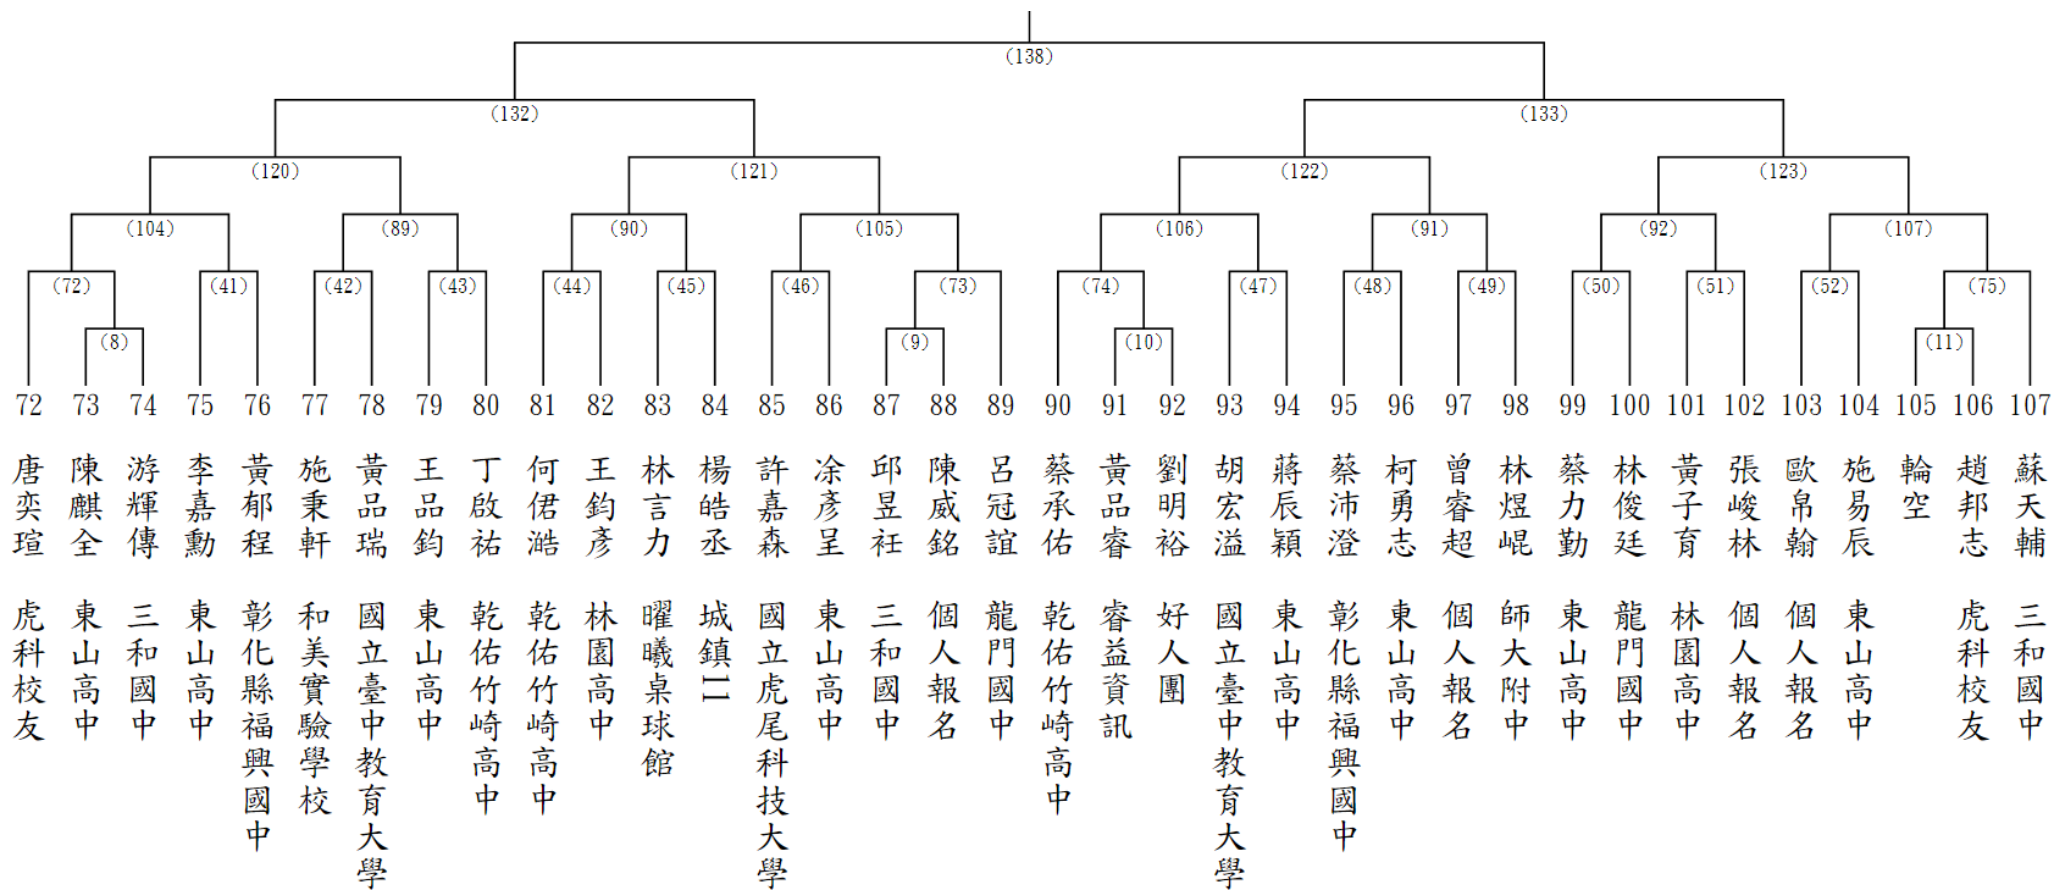 (138)
(132) (133)
(120) (121) (122) (123)
(104) (89) (90) (105) (106) (91) (92) (107)
(72) (41) (42) (43) (44) (45) (46) (73) (74) (47) (48) (49) (50) (51) (52) (75)
(8) (9) (10) (11)
72 73 74 75 76 77 78 79 80 81 82 83 84 85 86 87 88 89 90 91 92 93 94 95 96 97 98 99 100 101 102 103 104 105 106 107
唐奕瑄 虎科校友
陳麒全 東山高中
游輝傳 三和國中
李嘉勳 東山高中
黃郁程 彰化縣福興國中
施秉軒 和美實驗學校
黃品瑞 國立臺中教育大學
王品鈞 東山高中
丁啟祐 乾佑竹崎高中
何侰澔 乾佑竹崎高中
王鈞彥 林園高中
林言力 曜曦桌球館
楊皓丞 城鎮11
許嘉森 國立虎尾科技大學
凃彥呈 東山高中
邱昱衽 三和國中
陳威銘 個人報名
呂冠誼 龍門國中
蔡承佑 乾佑竹崎高中
黃品睿 睿益資訊
劉明裕 好人團
胡宏溢 國立臺中教育大學
蔣辰穎 東山高中
蔡沛澄 彰化縣福興國中
柯勇志 東山高中
曾睿超 個人報名
林煜崐 師大附中
蔡力勤 東山高中
林俊廷 龍門國中
黃子育 林園高中
張峻林 個人報名
歐帛翰 個人報名
施易辰 東山高中
輪空
趙邦志 虎科校友
蘇天輔 三和國中